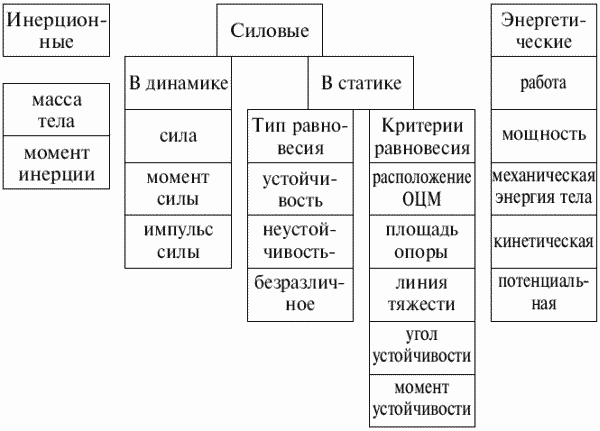 Инерцион-
ные
масса
тела
момент
инерции
Силовые
В динамике
сила
момент
силы
импульс
силы
В статике
Тип равно-
весия
устойчи-
вость
неустой-
чивость-
безразлич-
ное
Критерии
равновесия
расположение
ОЦМ
площадь
опоры
линия
тяжести
угол
устойчивости
момент
устойчивости
Энергети-
ческие
работа
мощность
механическая
энергия тела
кинетическая
потенциаль-
ная